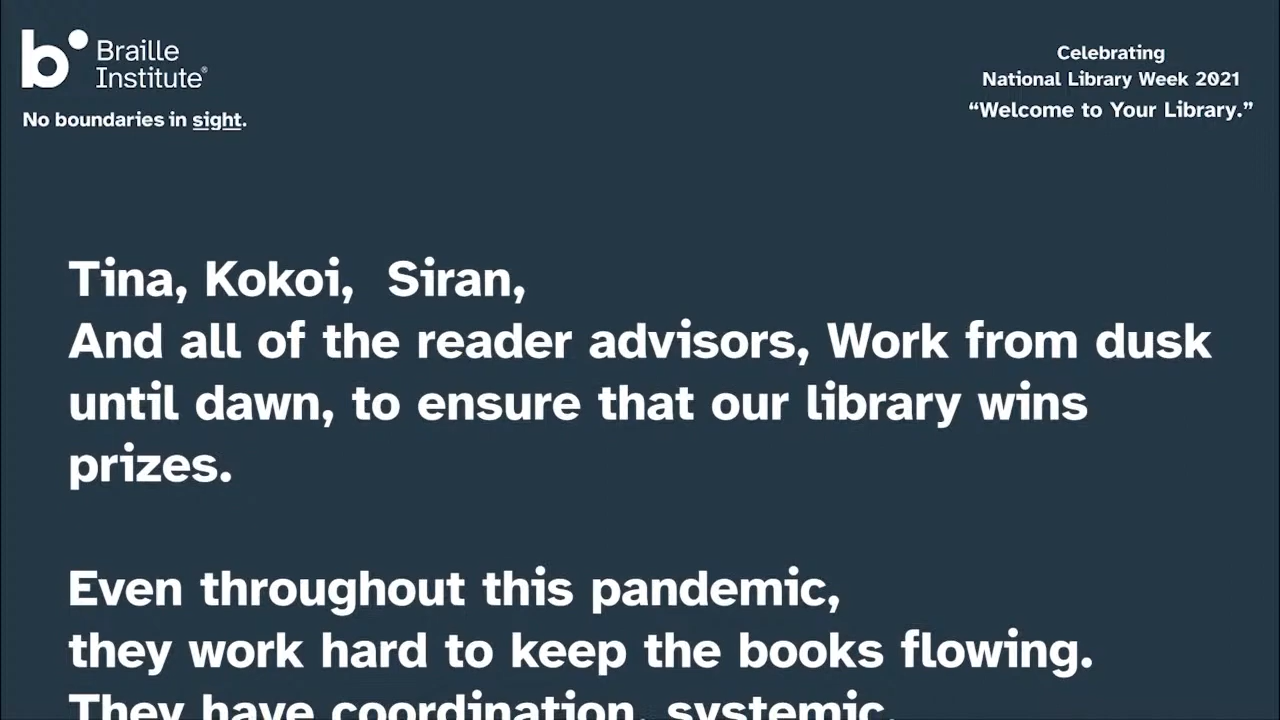 Braille
Institute®
No boundaries in sight.
Celebrating
National Library Week 2021
“Welcome to Your Library.”
Tina, Kokoi, Siran,
And all of the reader advisors, Work from dusk
until dawn, to ensure that our library wins
prizes.
Even throughout this pandemic,
they work hard to keep the books flowing.
They have coordination, systemic,